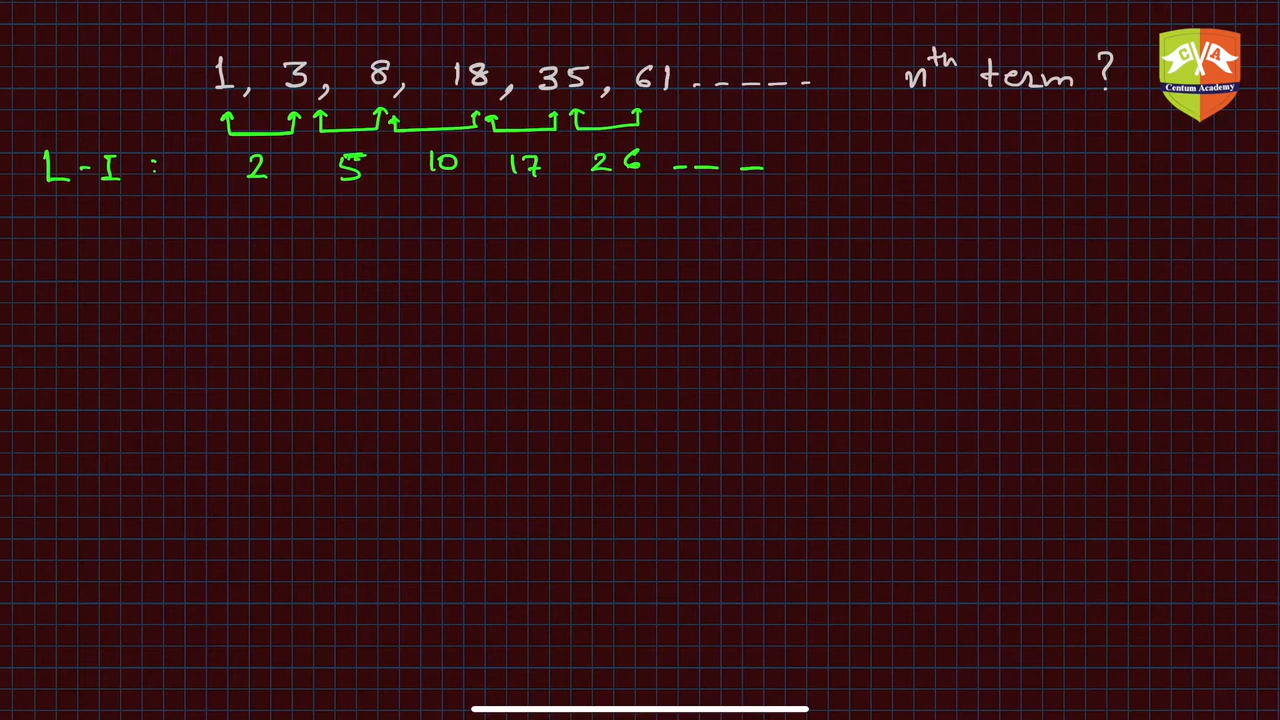 1, 3, 8, 18, 35, 61 ------ nth term ?
L-I : 2 5 10 17 26 -- - -
C A
Centum Academy